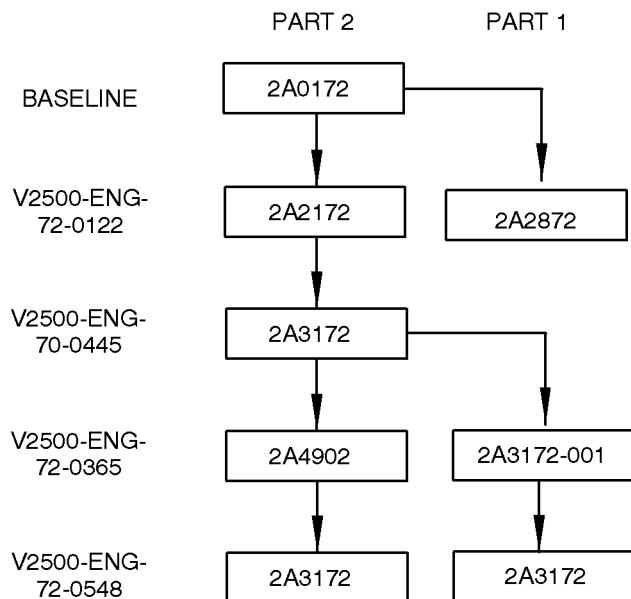 PART 2 PART 1
BASELINE 2A0172
V2500-ENG-
72-0122
2A2172 2A2872
V2500-ENG-
70-0445
2A3172
V2500-ENG-
72-0365
2A4902 2A3172-001
V2500-ENG-
72-0548
2A3172 2A3172